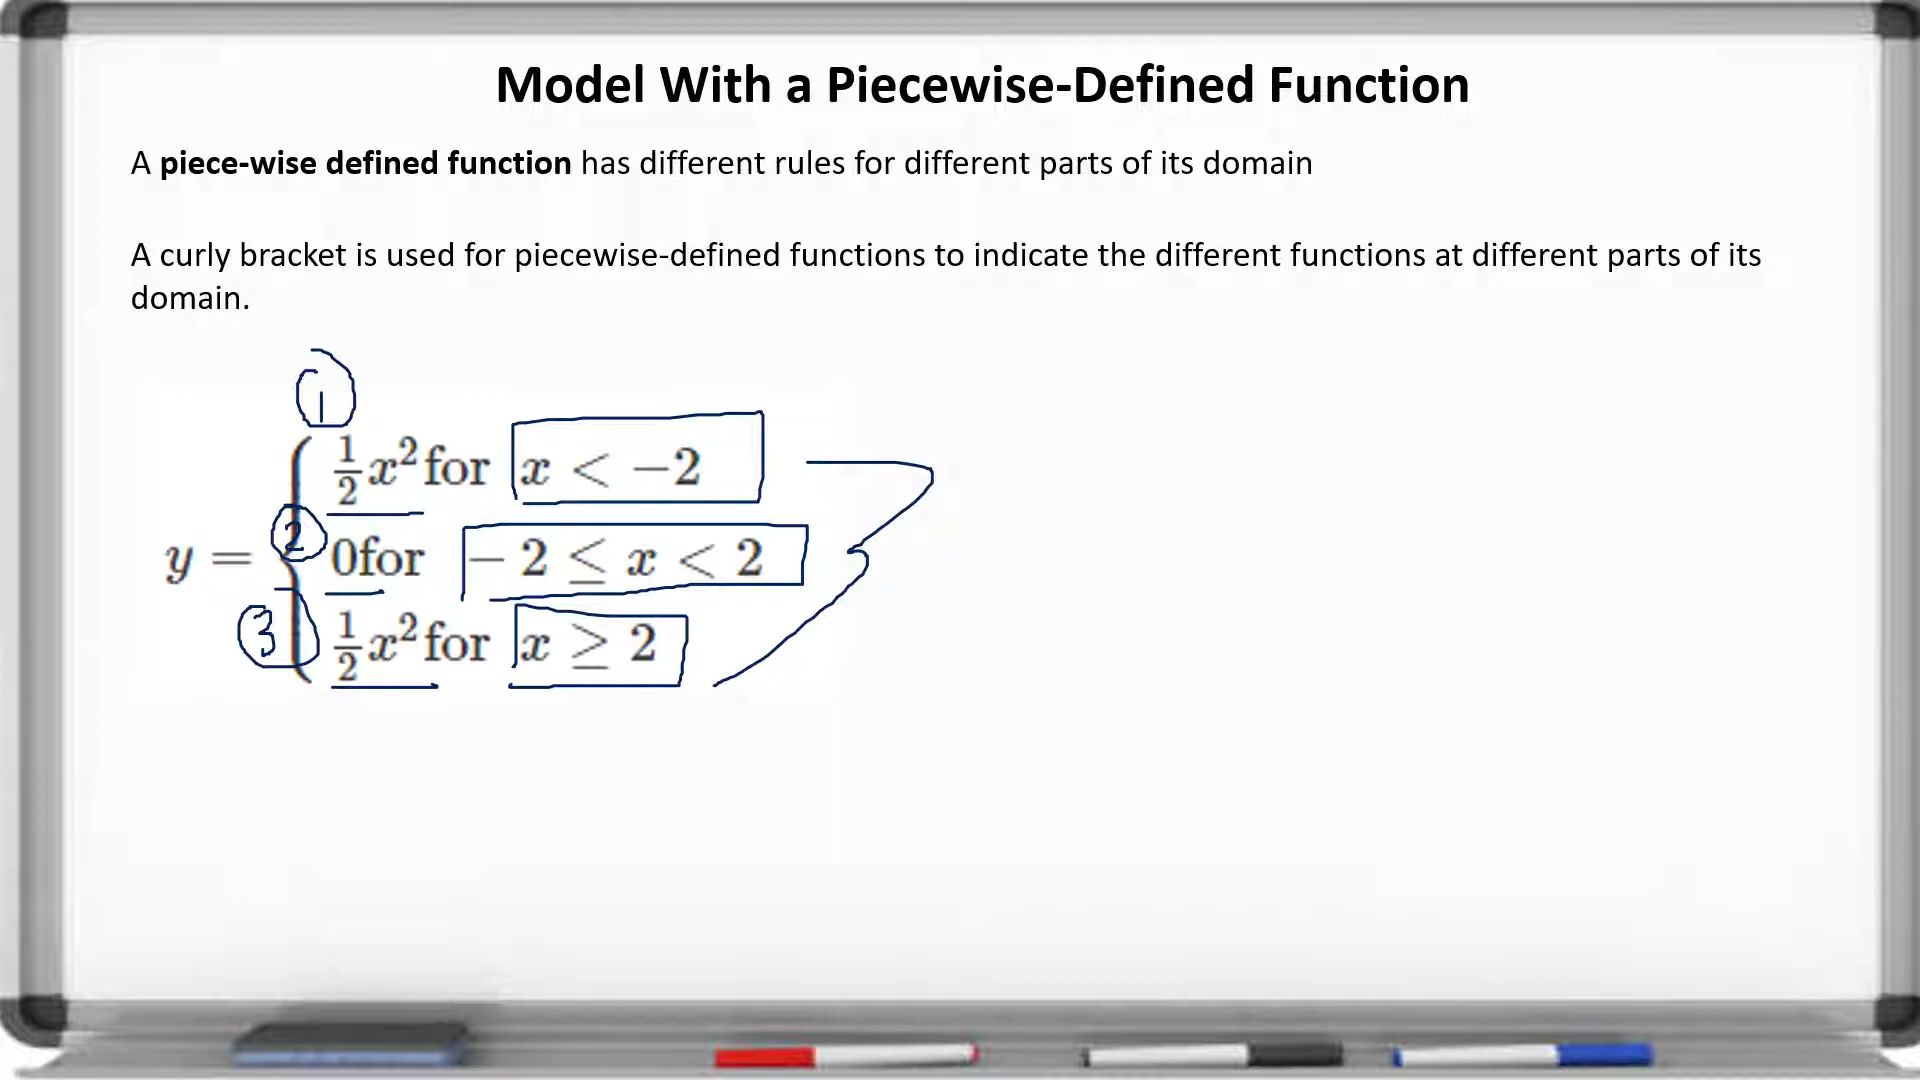 Model With a Piecewise-Defined Function
A piece-wise defined function has different rules for different parts of its domain
A curly bracket is used for piecewise-defined functions to indicate the different functions at different parts of its
domain.
1
½x² for x < −2
y = { 2 0for − 2 ≤ x < 2
3 ½x² for x ≥ 2